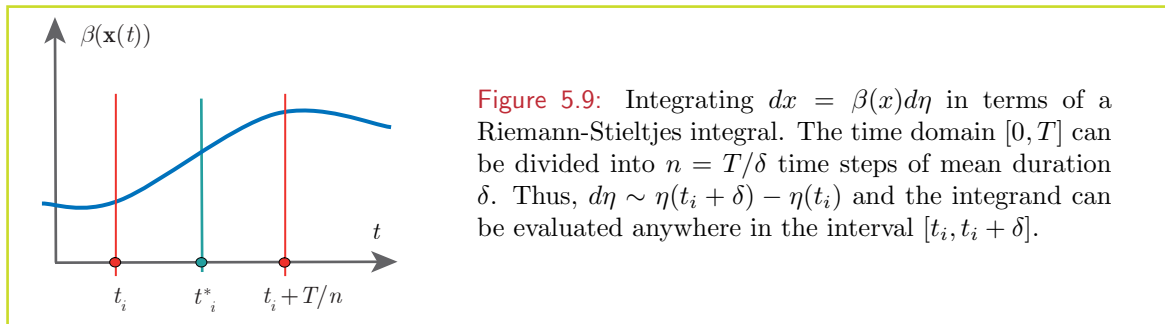 β(𝐱(t))
t
t_i
t*_i
t_i + T/n
Figure 5.9: Integrating dx = β(x)dη in terms of a
Riemann-Stieltjes integral. The time domain [0, T] can
be divided into n = T/δ time steps of mean duration
δ. Thus, dη ∼ η(t_i + δ) − η(t_i) and the integrand can
be evaluated anywhere in the interval [t_i, t_i + δ].